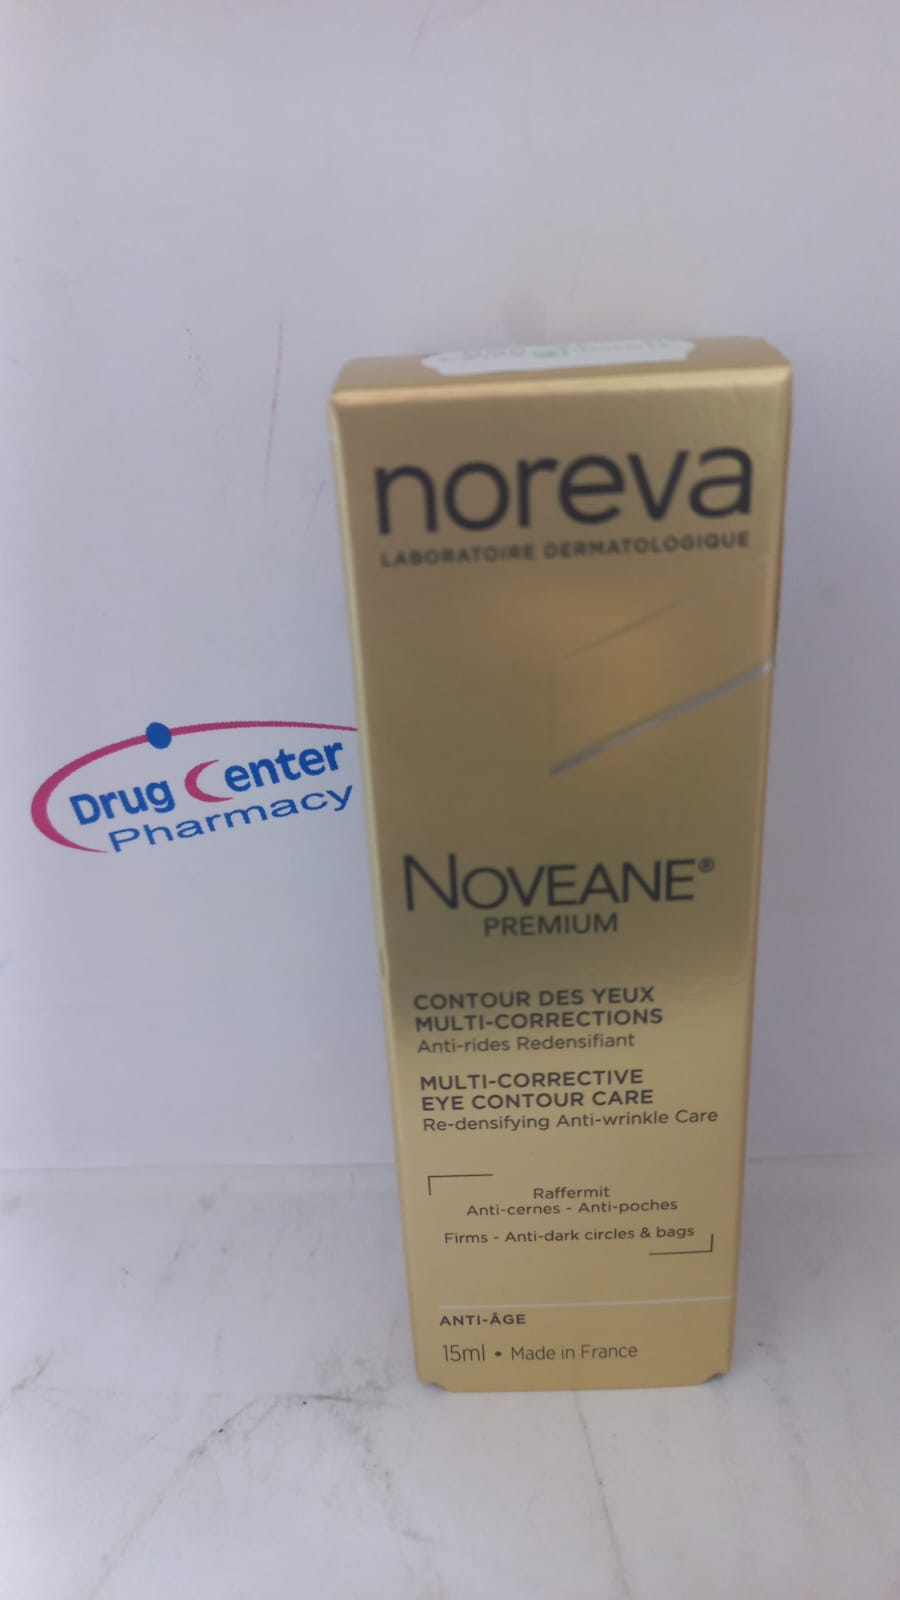 noreva
LABORATOIRE DERMATOLOGIQUE
Drug Center
Pharmacy
NOVEANE®
PREMIUM
CONTOUR DES YEUX
MULTI-CORRECTIONS
Anti-rides Redensifiant
MULTI-CORRECTIVE
EYE CONTOUR CARE
Re-densifying Anti-wrinkle Care
Raffermit
Anti-cernes - Anti-poches
Firms - Anti-dark circles & bags
ANTI-ÂGE
15ml • Made in France